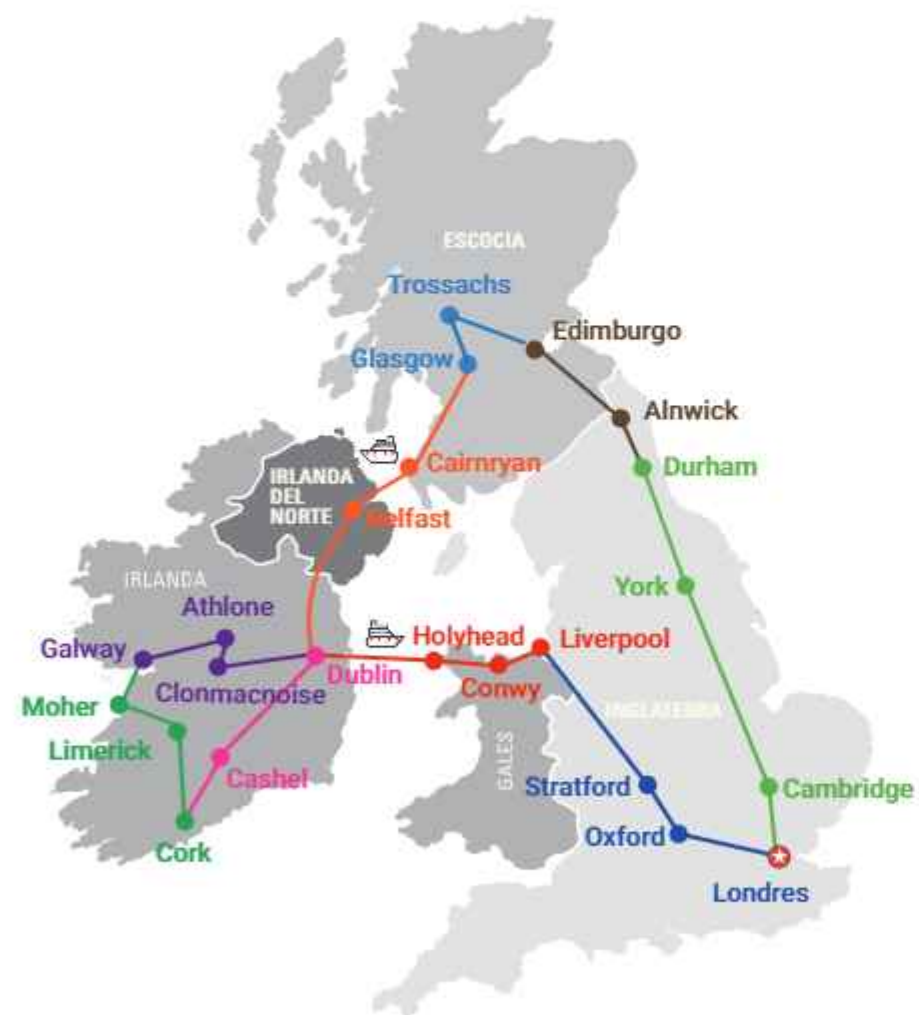 ESCOCIA
Trossachs
Edimburgo
Glasgow
Alnwick
Cairnryan
Durham
IRLANDA
DEL
NORTE
Belfast
IRLANDA
York
Athlone
Galway
Holyhead
Liverpool
Dublin
Conwy
Clonmacnoise
Moher
INGLATERRA
Limerick
GALES
Cashel
Stratford
Cambridge
Oxford
Cork
Londres